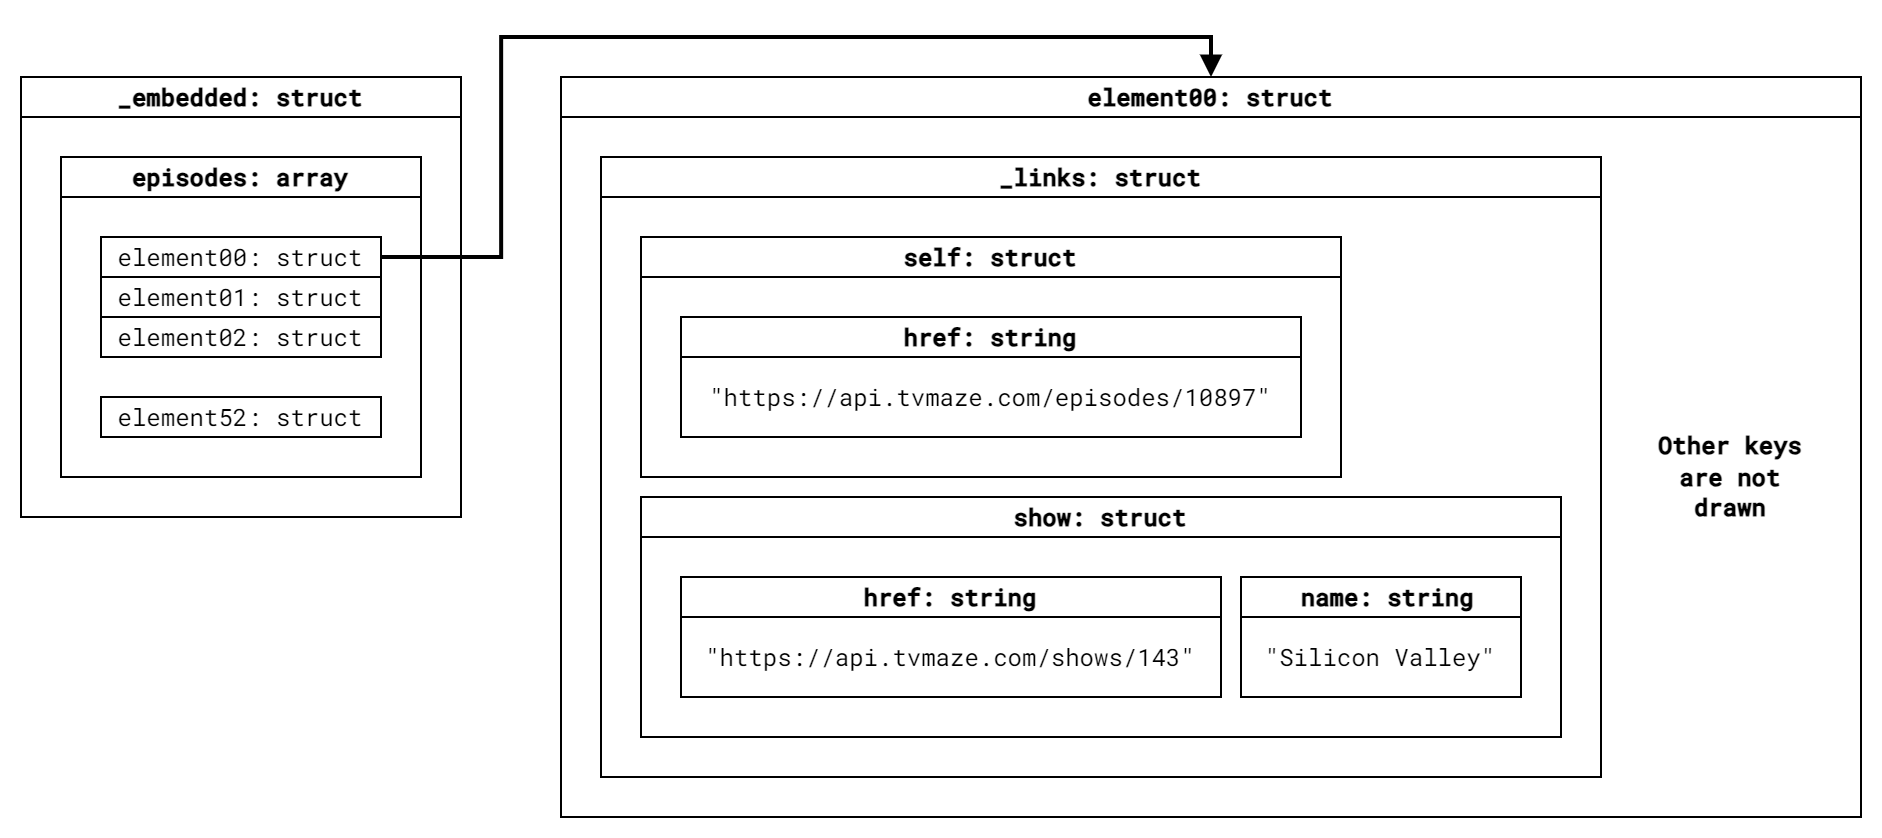 _embedded: struct
episodes: array
element00: struct
element01: struct
element02: struct
element52: struct
element00: struct
_links: struct
self: struct
href: string
"https://api.tvmaze.com/episodes/10897"
show: struct
href: string
"https://api.tvmaze.com/shows/143"
name: string
"Silicon Valley"
Other keys
are not
drawn